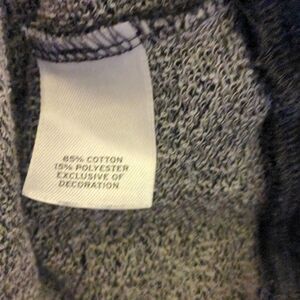 85% COTTON
15% POLYESTER
EXCLUSIVE OF
DECORATION